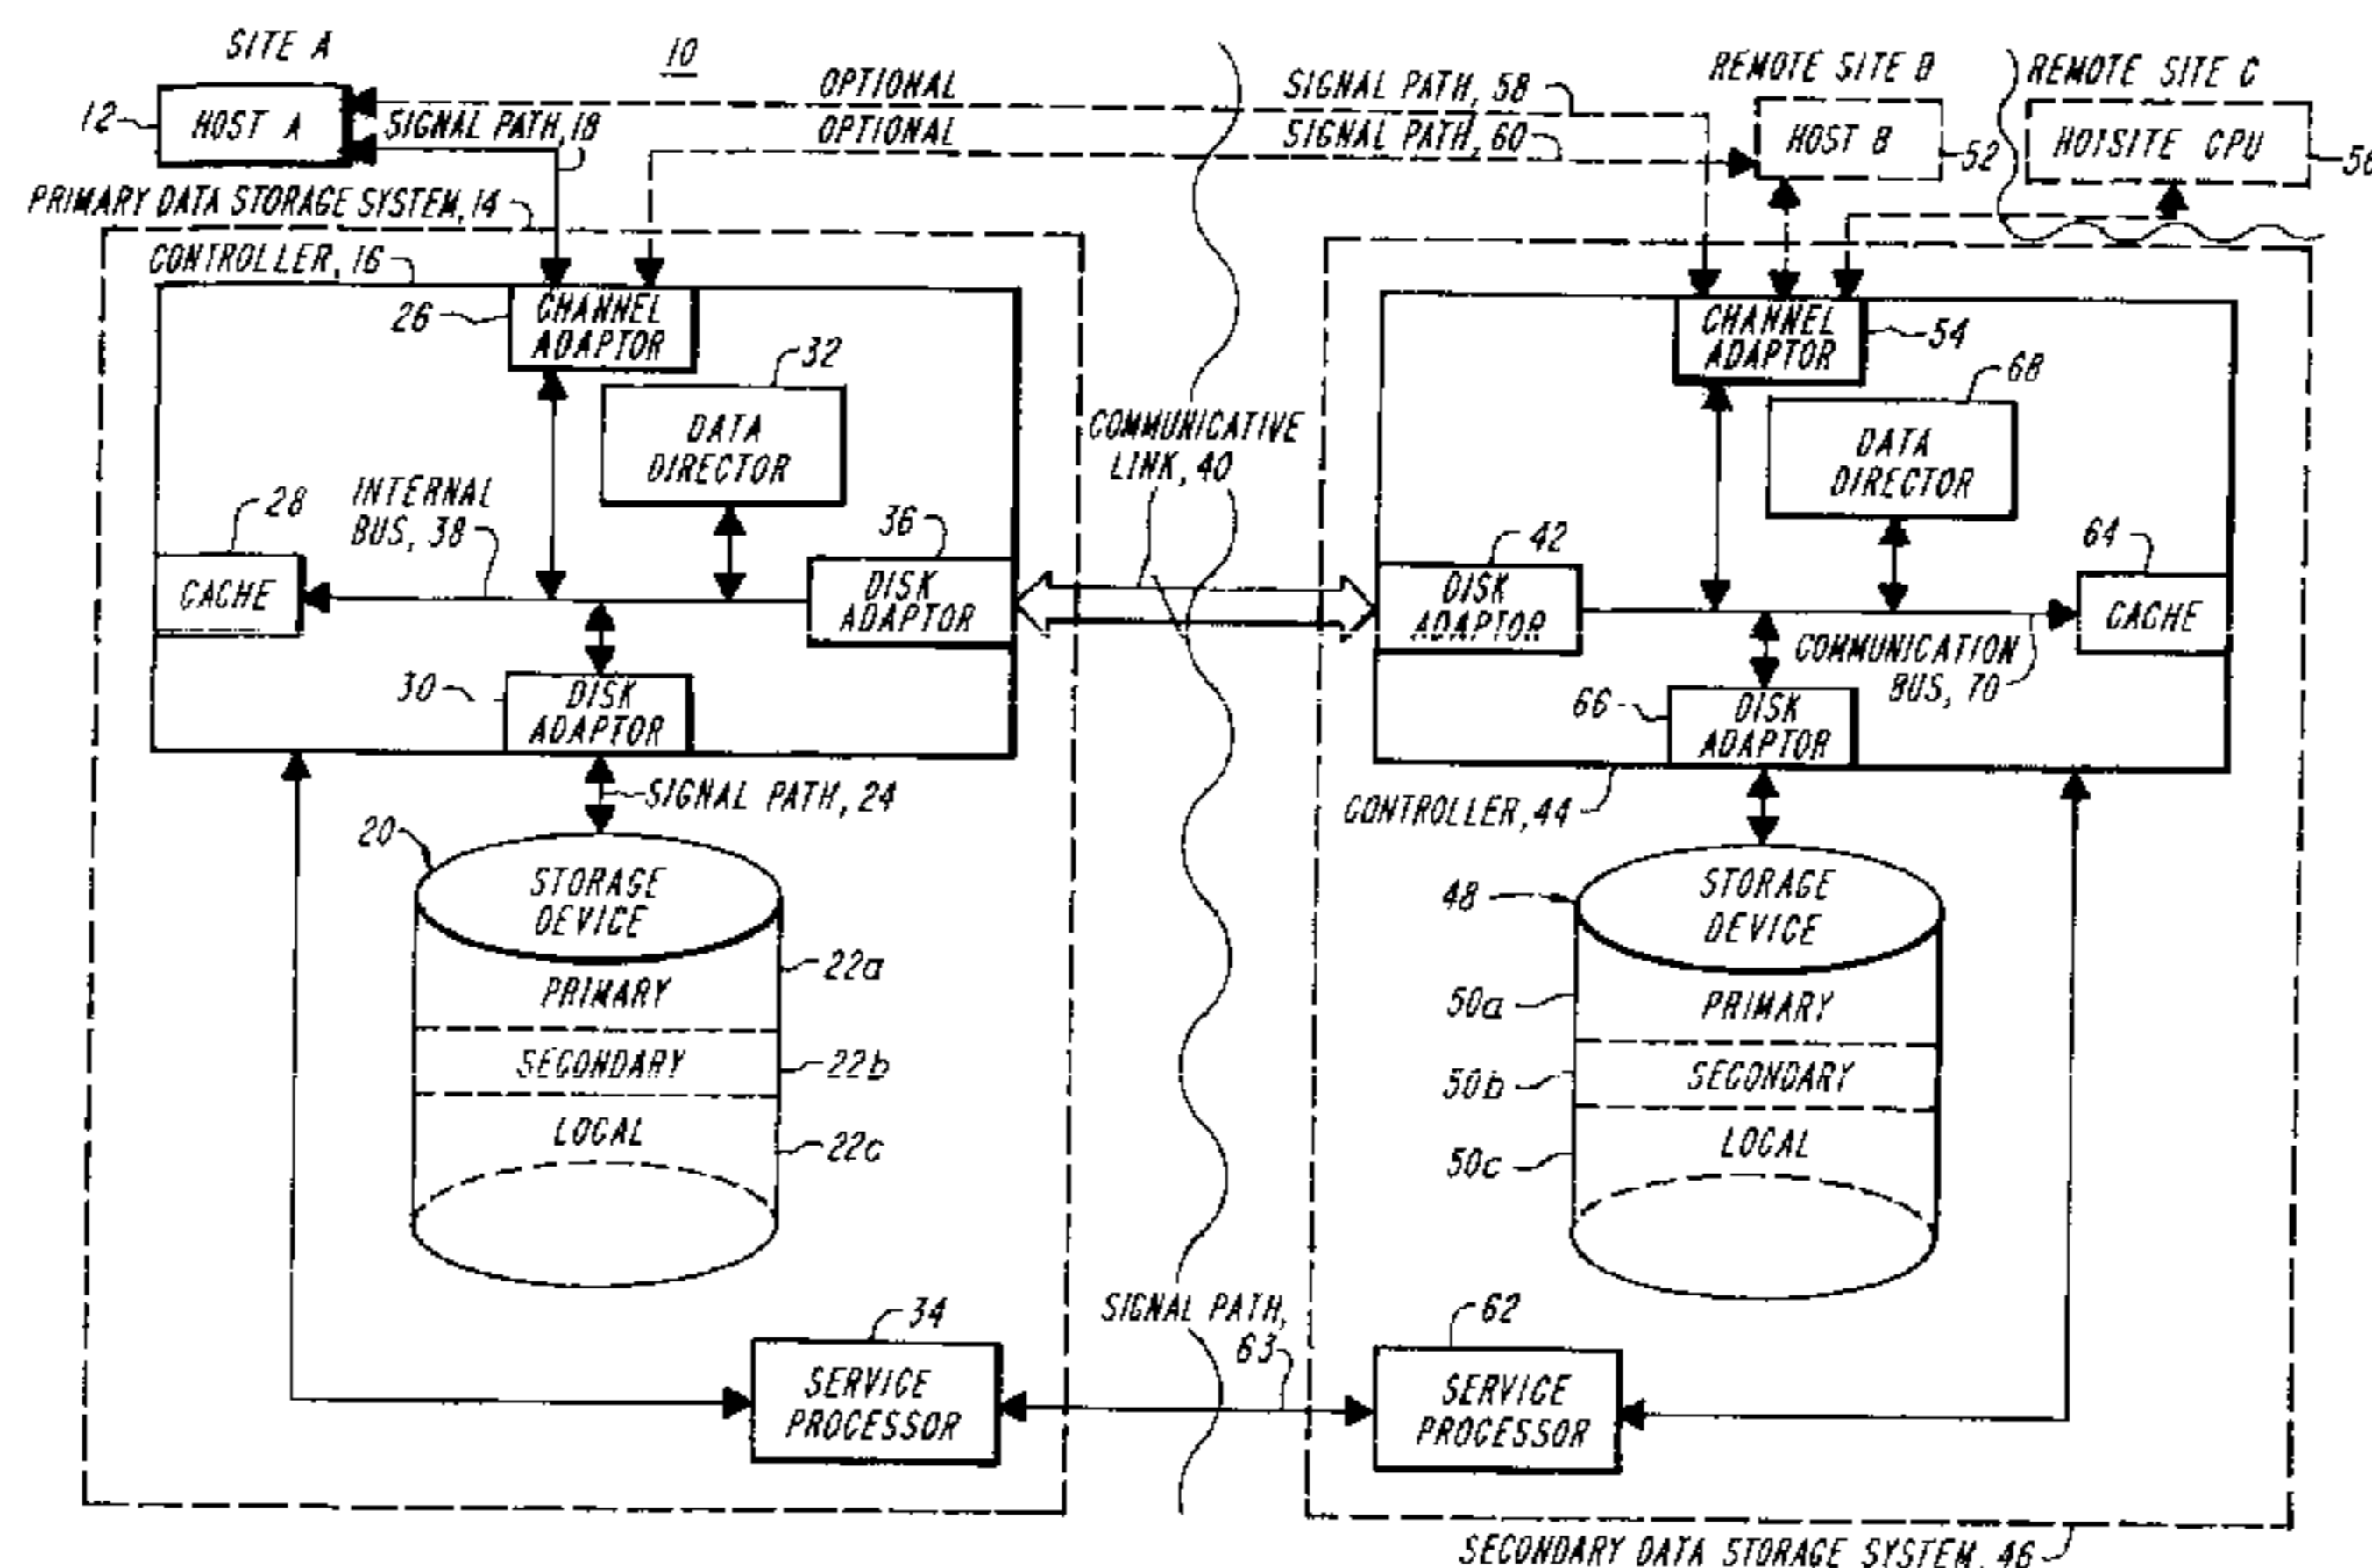 SITE A
10
12
HOST A
OPTIONAL
SIGNAL PATH, 58
SIGNAL PATH, 18
OPTIONAL
SIGNAL PATH, 60
REMOTE SITE B
HOST B
52
REMOTE SITE C
HOTSITE CPU
56
PRIMARY DATA STORAGE SYSTEM, 14
CONTROLLER, 16
26
CHANNEL
ADAPTOR
32
DATA
DIRECTOR
28
CACHE
INTERNAL
BUS, 38
36
DISK
ADAPTOR
30
DISK
ADAPTOR
SIGNAL PATH, 24
20
STORAGE
DEVICE
PRIMARY
22a
SECONDARY
22b
LOCAL
22c
34
SERVICE
PROCESSOR
COMMUNICATIVE
LINK, 40
SIGNAL PATH,
63
CHANNEL
ADAPTOR
54
68
DATA
DIRECTOR
42
DISK
ADAPTOR
64
CACHE
COMMUNICATION
BUS, 70
66
DISK
ADAPTOR
CONTROLLER, 44
48
STORAGE
DEVICE
50a
PRIMARY
50b
SECONDARY
50c
LOCAL
62
SERVICE
PROCESSOR
SECONDARY DATA STORAGE SYSTEM, 46